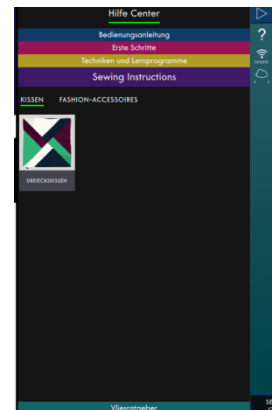 Hilfe Center
Bedienungsanleitung
Erste Schritte
Techniken und Lernprogramme
Sewing Instructions
KISSEN FASHION-ACCESSOIRES
DREIECKSKISSEN
Vliesratgeber